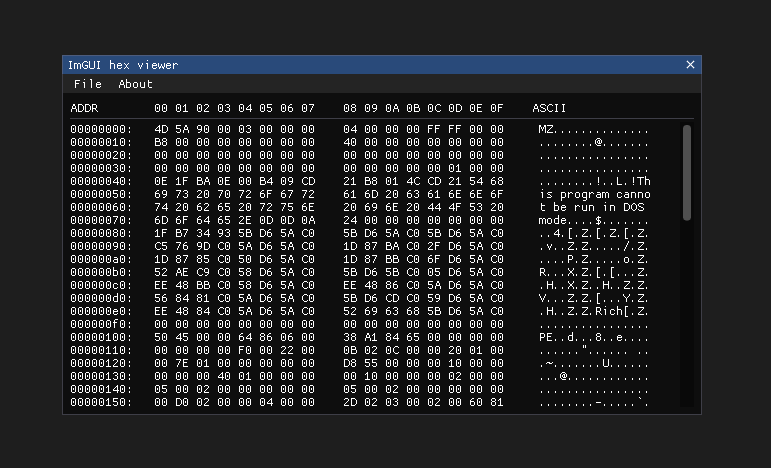 ImGUI hex viewer ✕
File About
ADDR 00 01 02 03 04 05 06 07 08 09 0A 0B 0C 0D 0E 0F ASCII
00000000: 4D 5A 90 00 03 00 00 00 04 00 00 00 FF FF 00 00 MZ..............
00000010: B8 00 00 00 00 00 00 00 40 00 00 00 00 00 00 00 ........@.......
00000020: 00 00 00 00 00 00 00 00 00 00 00 00 00 00 00 00 ................
00000030: 00 00 00 00 00 00 00 00 00 00 00 00 00 01 00 00 ................
00000040: 0E 1F BA 0E 00 B4 09 CD 21 B8 01 4C CD 21 54 68 ........!..L.!Th
00000050: 69 73 20 70 72 6F 67 72 61 6D 20 63 61 6E 6E 6F is program canno
00000060: 74 20 62 65 20 72 75 6E 20 69 6E 20 44 4F 53 20 t be run in DOS
00000070: 6D 6F 64 65 2E 0D 0D 0A 24 00 00 00 00 00 00 00 mode....$.......
00000080: 1F B7 34 93 5B D6 5A C0 5B D6 5A C0 5B D6 5A C0 ..4.[.Z.[.Z.[.Z.
00000090: C5 76 9D C0 5A D6 5A C0 1D 87 BA C0 2F D6 5A C0 .v..Z.Z...../.Z.
000000a0: 1D 87 85 C0 50 D6 5A C0 1D 87 BB C0 6F D6 5A C0 ....P.Z.....o.Z.
000000b0: 52 AE C9 C0 58 D6 5A C0 5B D6 5B C0 05 D6 5A C0 R...X.Z.[.[...Z.
000000c0: EE 48 BB C0 58 D6 5A C0 EE 48 86 C0 5A D6 5A C0 .H..X.Z..H..Z.Z.
000000d0: 56 84 81 C0 5A D6 5A C0 5B D6 CD C0 59 D6 5A C0 V...Z.Z.[...Y.Z.
000000e0: EE 48 84 C0 5A D6 5A C0 52 69 63 68 5B D6 5A C0 .H..Z.Z.Rich[.Z.
000000f0: 00 00 00 00 00 00 00 00 00 00 00 00 00 00 00 00 ................
00000100: 50 45 00 00 64 86 06 00 38 A1 84 65 00 00 00 00 PE..d...8..e....
00000110: 00 00 00 00 F0 00 22 00 0B 02 0C 00 00 20 01 00 ......"...... ..
00000120: 00 7E 01 00 00 00 00 00 D8 55 00 00 00 10 00 00 .~.......U......
00000130: 00 00 00 40 01 00 00 00 00 10 00 00 00 02 00 00 ...@............
00000140: 05 00 02 00 00 00 00 00 05 00 02 00 00 00 00 00 ................
00000150: 00 D0 02 00 00 04 00 00 2D 02 03 00 02 00 60 81 ........-.....`.